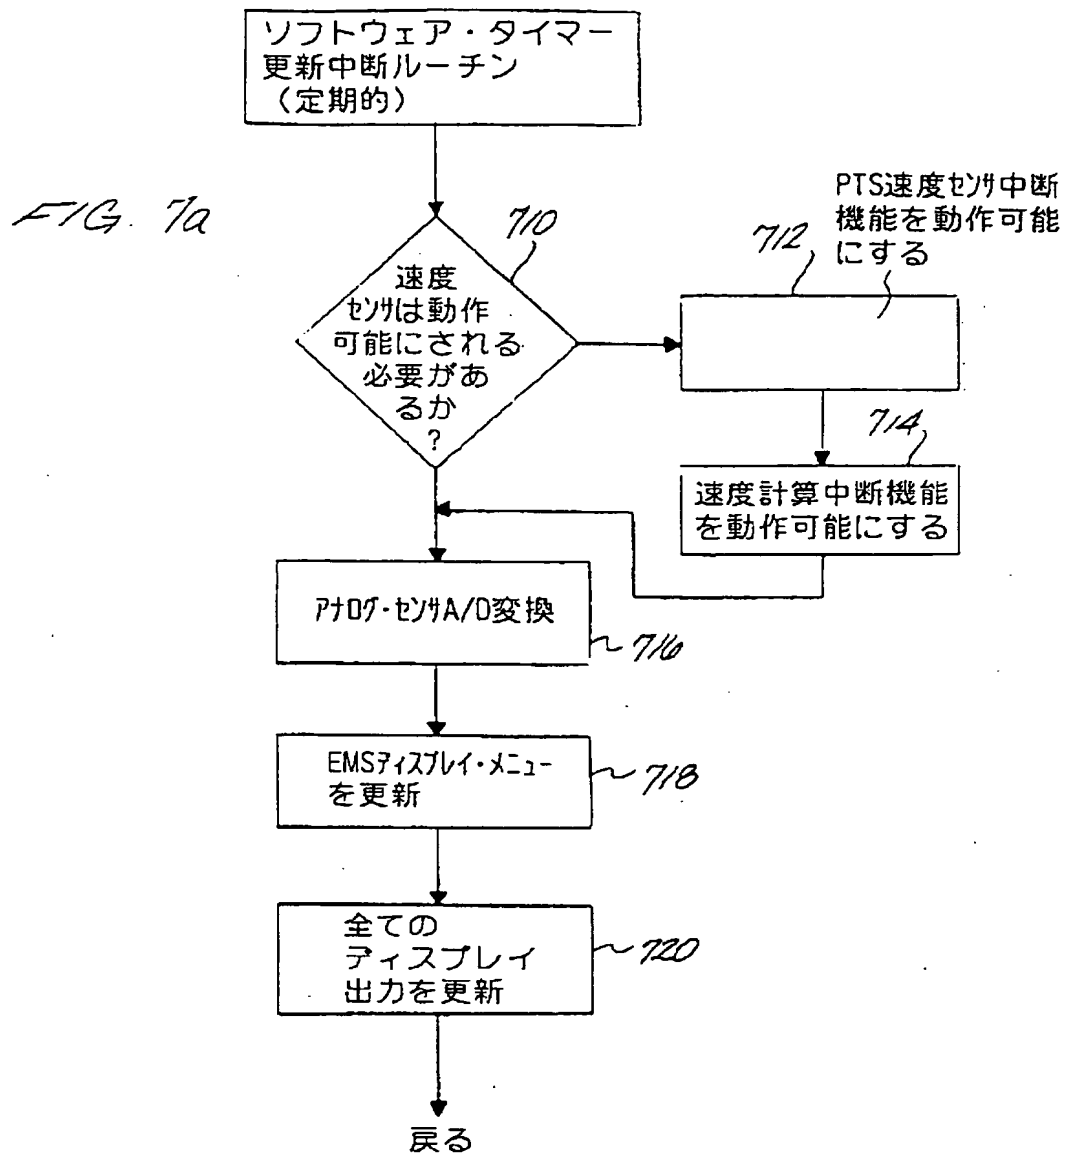 ソフトウェア・タイマー
更新中断ルーチン
(定期的)
FIG. 7a
710
速度
センサは動作
可能にされる
必要があ
るか
?
PTS速度センサ中断
機能を動作可能
にする
712
714
速度計算中断機能
を動作可能にする
アナログ・センサA/D変換
716
EMSディスプレイ・メニュー
を更新
718
全ての
ディスプレイ
出力を更新
720
戻る